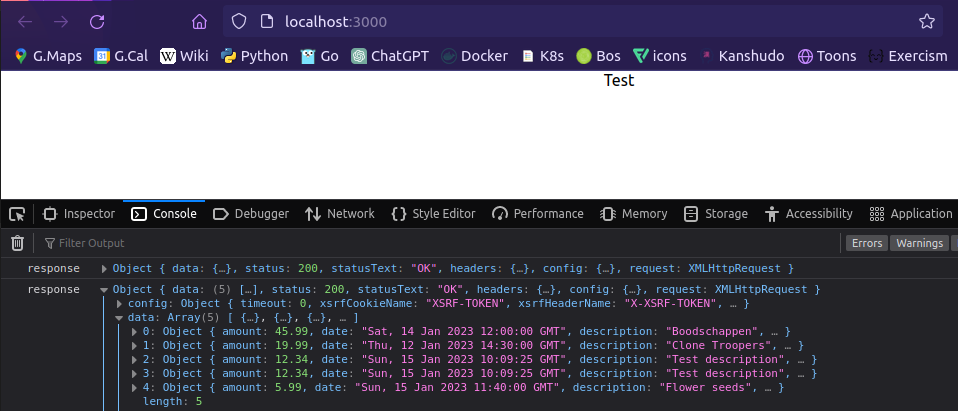 localhost:3000
G.Maps G.Cal Wiki Python Go ChatGPT Docker K8s Bos icons Kanshudo Toons Exercism
Test
Inspector Console Debugger Network Style Editor Performance Memory Storage Accessibility Application
Filter Output Errors Warnings
response Object { data: {…}, status: 200, statusText: "OK", headers: {…}, config: {…}, request: XMLHttpRequest }
response Object { data: (5) […], status: 200, statusText: "OK", headers: {…}, config: {…}, request: XMLHttpRequest }
config: Object { timeout: 0, xsrfCookieName: "XSRF-TOKEN", xsrfHeaderName: "X-XSRF-TOKEN", … }
data: Array(5) [ {…}, {…}, {…}, … ]
0: Object { amount: 45.99, date: "Sat, 14 Jan 2023 12:00:00 GMT", description: "Boodschappen", … }
1: Object { amount: 19.99, date: "Thu, 12 Jan 2023 14:30:00 GMT", description: "Clone Troopers", … }
2: Object { amount: 12.34, date: "Sun, 15 Jan 2023 10:09:25 GMT", description: "Test description", … }
3: Object { amount: 12.34, date: "Sun, 15 Jan 2023 10:09:25 GMT", description: "Test description", … }
4: Object { amount: 5.99, date: "Sun, 15 Jan 2023 11:40:00 GMT", description: "Flower seeds", … }
length: 5